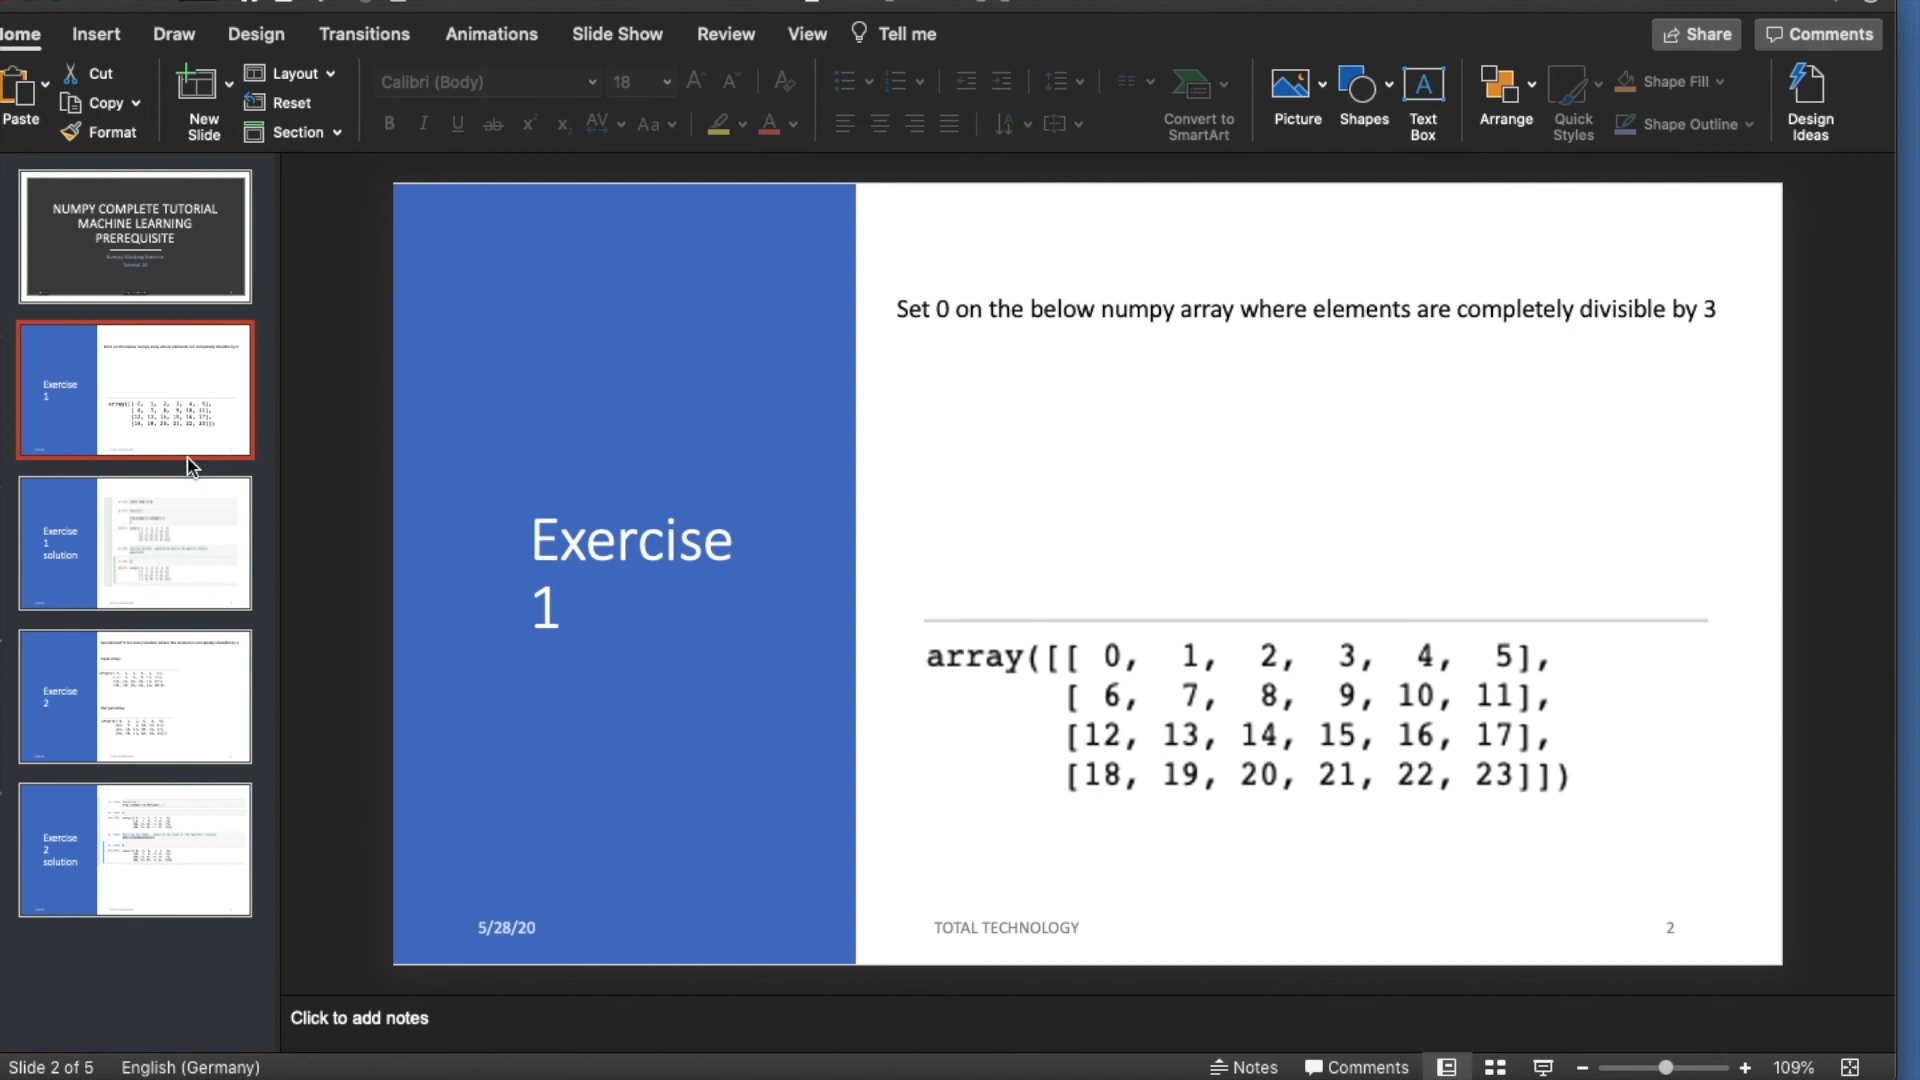 Home Insert Draw Design Transitions Animations Slide Show Review View Tell me Share Comments
Paste Cut Copy Format
New Slide Layout Reset Section
Calibri (Body) 18
Convert to SmartArt
Picture Shapes Text Box
Arrange Quick Styles Shape Fill Shape Outline
Design Ideas
NUMPY COMPLETE TUTORIAL
MACHINE LEARNING
PREREQUISITE
Exercise
1
Exercise
1
solution
Exercise
2
Exercise
2
solution
Set 0 on the below numpy array where elements are completely divisible by 3
Exercise
1
array([[ 0, 1, 2, 3, 4, 5],
[ 6, 7, 8, 9, 10, 11],
[12, 13, 14, 15, 16, 17],
[18, 19, 20, 21, 22, 23]])
5/28/20 TOTAL TECHNOLOGY 2
Click to add notes
Slide 2 of 5 English (Germany) Notes Comments 109%